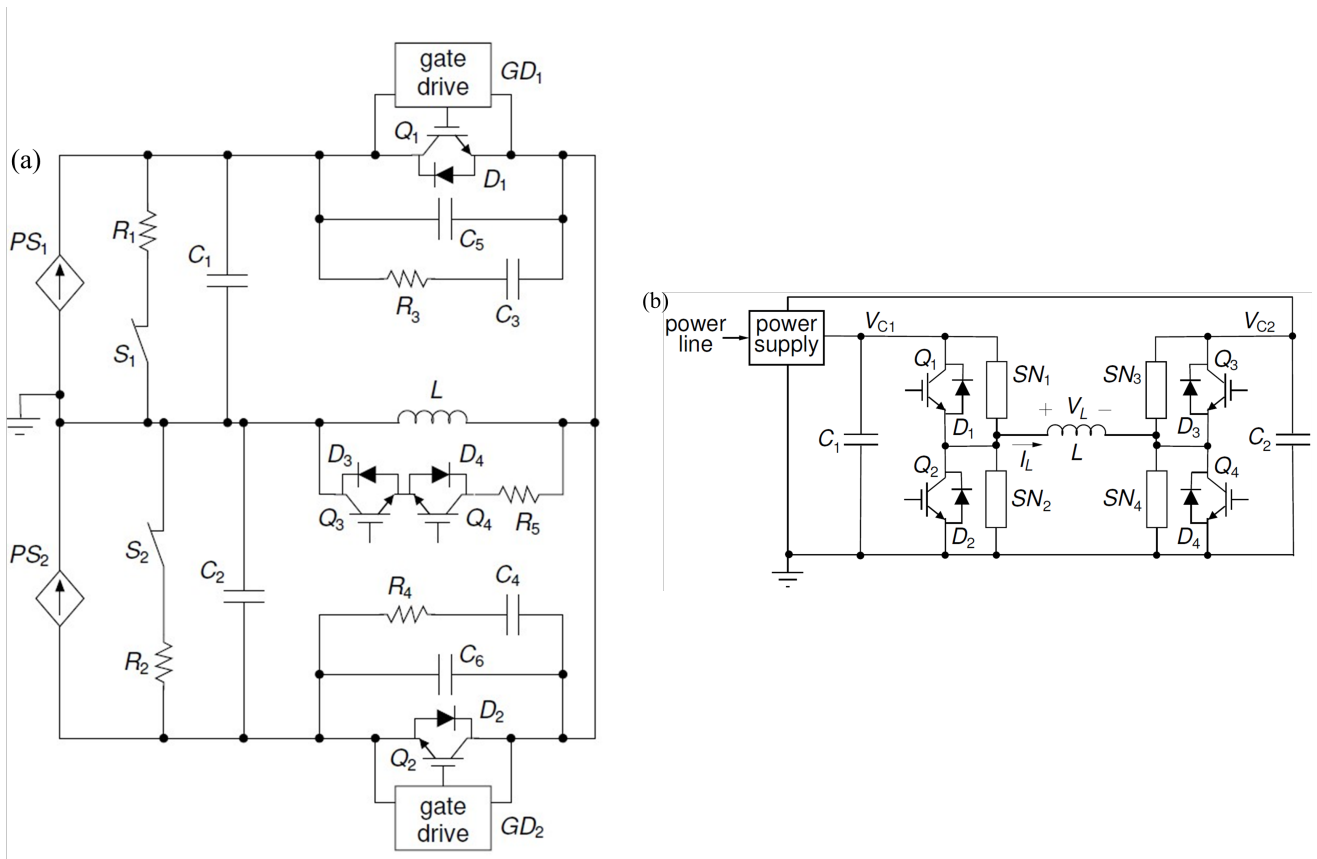 (a)
gate
drive
GD1
Q1
D1
R1
PS1
C1
C5
R3
C3
S1
L
D3
D4
Q3
Q4
R5
S2
PS2
C2
R4
C4
R2
C6
D2
Q2
gate
drive
GD2
(b)
power
line
power
supply
VC1
VC2
Q1
SN1
SN3
Q3
+ VL −
D1
D3
C1
L
C2
IL
Q2
Q4
SN2
SN4
D2
D4